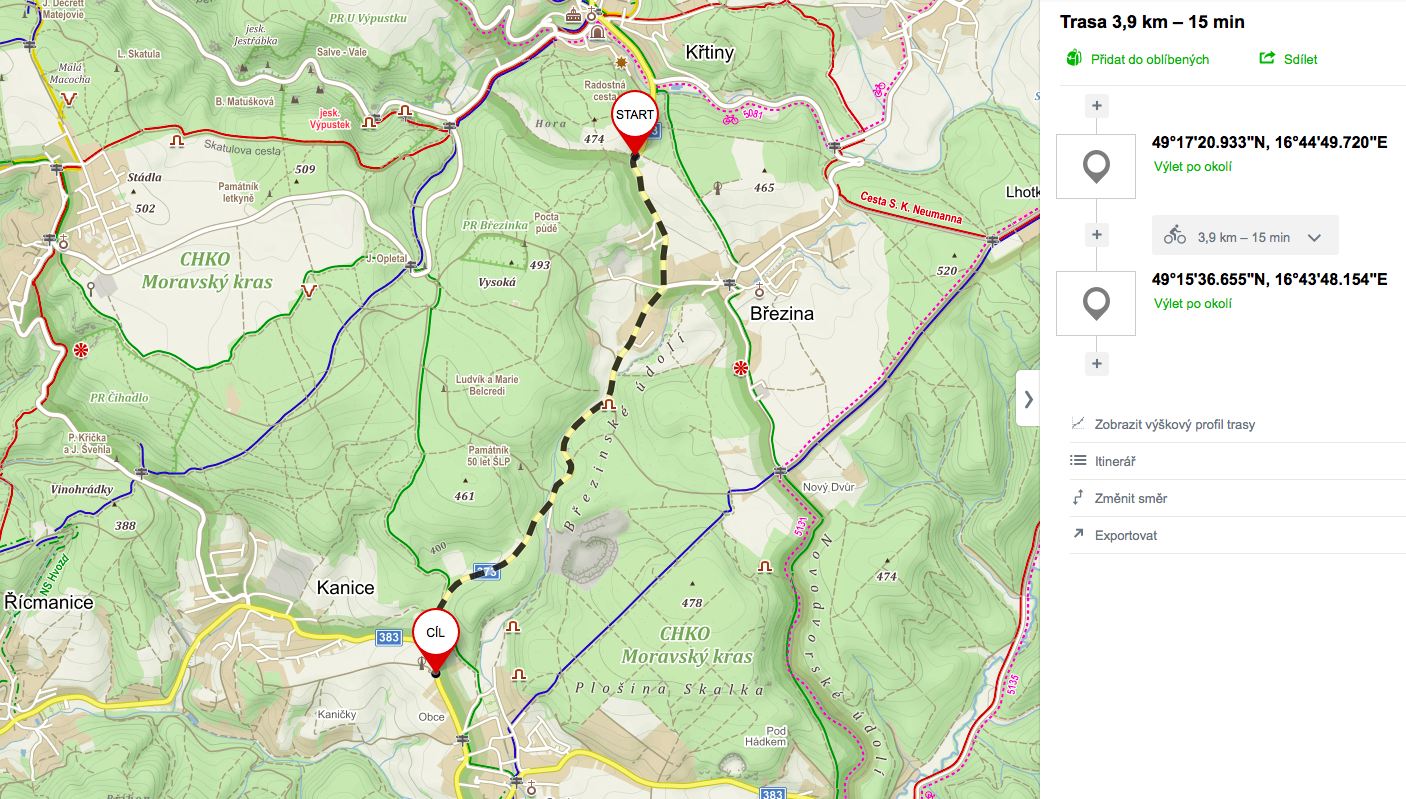 J. Decrett
Matejovie
PR U Výpustku
Křtiny
L. Skatula
jesk.
Jestřábka
Salve - Vale
Malá
Macocha
B. Matušková
Radostná
cesta
START
5081
jesk.
Výpustek
Hora
474
Skatulova cesta
509
Stádla
502
Památník
letkyně
465
Lhotk
Cesta S. K. Neumanna
PR Březinka
Pocta
půdě
CHKO
Moravský kras
J. Opletal
493
Vysoká
520
Březina
Březinské údolí
Ludvík a Marie
Belcredi
PR Čihadlo
P. Křička
a J. Švehla
Památník
50 let ŠLP
Vinohrádky
461
388
Nový Dvůr
5131
400
373
NS Hvozd
Kanice
Řícmanice
474
478
Novodvorské údolí
383
CÍL
CHKO
Moravský kras
Plošina Skalka
5135
Kaničky
Obce
Pod
Hádkem
383
Trasa 3,9 km – 15 min
Přidat do oblíbených
Sdílet
+
49°17'20.933"N, 16°44'49.720"E
Výlet po okolí
+
3,9 km – 15 min
49°15'36.655"N, 16°43'48.154"E
Výlet po okolí
+
Zobrazit výškový profil trasy
Itinerář
Změnit směr
Exportovat